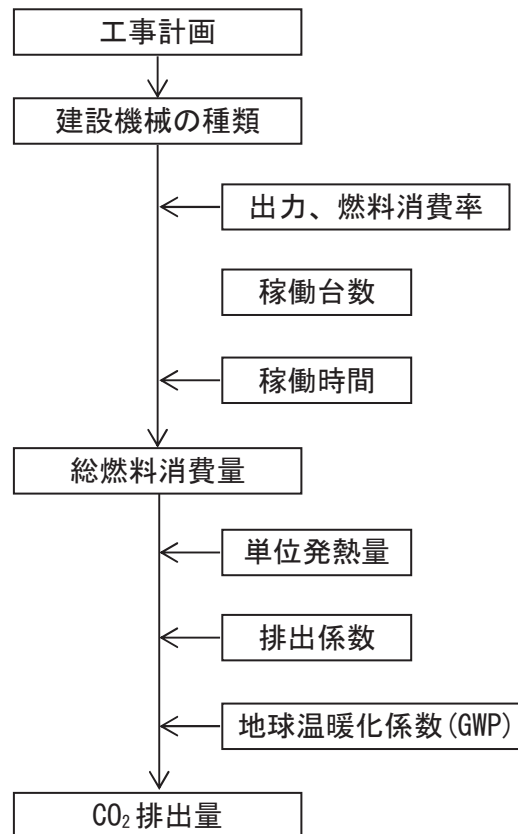 工事計画
建設機械の種類
出力、燃料消費率
稼働台数
稼働時間
総燃料消費量
単位発熱量
排出係数
地球温暖化係数(GWP)
CO₂排出量